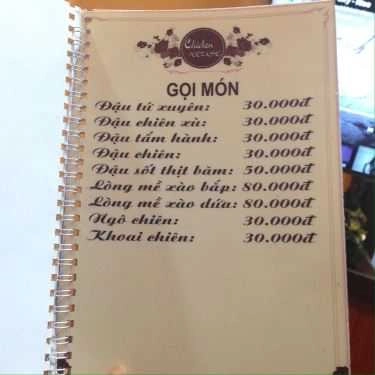 Chicken
GỌI MÓN
Đậu tứ xuyên: 30.000đ
Đậu chiên xù: 30.000đ
Đậu tẩm hành: 30.000đ
Đậu chiên: 30.000đ
Đậu sốt thịt băm: 50.000đ
Lòng mề xào bắp: 80.000đ
Lòng mề xào dứa: 80.000đ
Ngô chiên: 30.000đ
Khoai chiên: 30.000đ